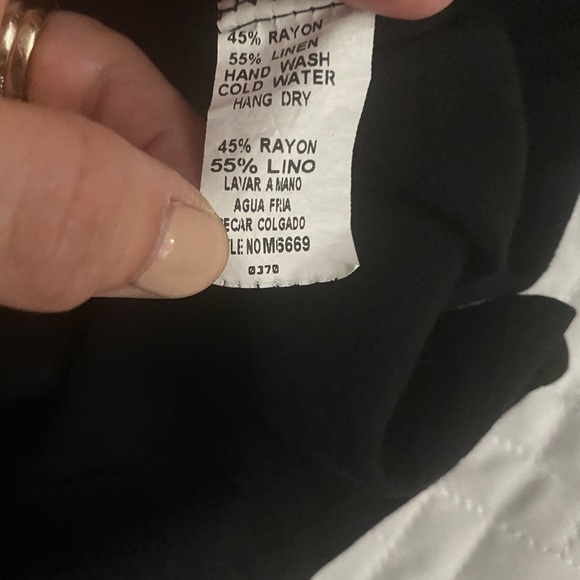 45% RAYON
55% LINEN
HAND WASH
COLD WATER
HANG DRY
45% RAYON
55% LINO
LAVAR A MANO
AGUA FRIA
ECAR COLGADO
LE NO M6669
0370